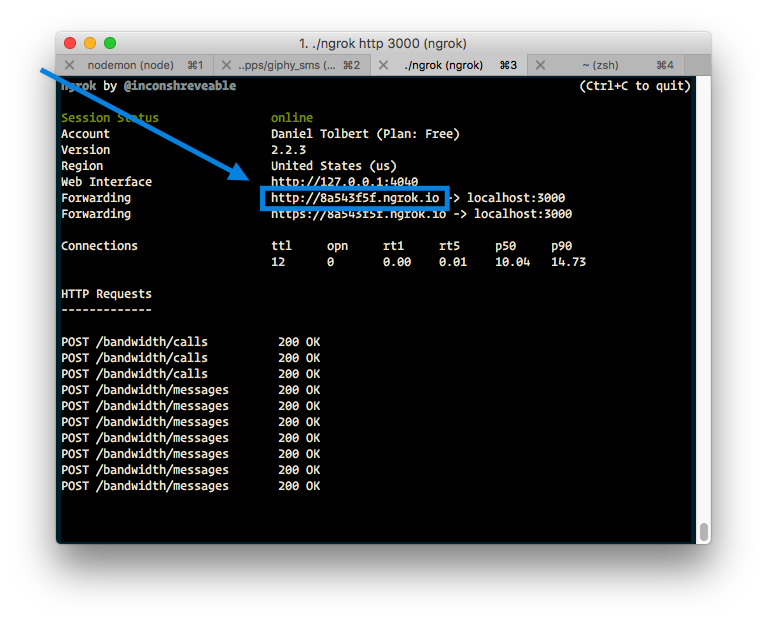 1. ./ngrok http 3000 (ngrok)
nodemon (node) ⌘1 ..pps/giphy_sms (... ⌘2 ./ngrok (ngrok) ⌘3 ~ (zsh) ⌘4
ngrok by @inconshreveable (Ctrl+C to quit)
Session Status online
Account Daniel Tolbert (Plan: Free)
Version 2.2.3
Region United States (us)
Web Interface http://127.0.0.1:4040
Forwarding http://8a543f5f.ngrok.io -> localhost:3000
Forwarding https://8a543f5f.ngrok.io -> localhost:3000
Connections ttl opn rt1 rt5 p50 p90
12 0 0.00 0.01 10.04 14.73
HTTP Requests
-------------
POST /bandwidth/calls 200 OK
POST /bandwidth/calls 200 OK
POST /bandwidth/calls 200 OK
POST /bandwidth/messages 200 OK
POST /bandwidth/messages 200 OK
POST /bandwidth/messages 200 OK
POST /bandwidth/messages 200 OK
POST /bandwidth/messages 200 OK
POST /bandwidth/messages 200 OK
POST /bandwidth/messages 200 OK